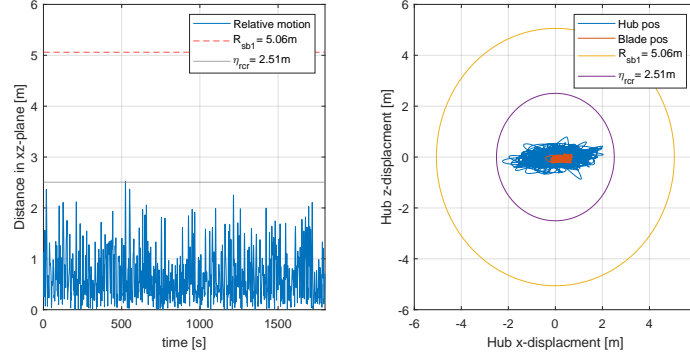 6
5
4
3
2
1
0
0
500
1000
1500
time [s]
Distance in xz-plane [m]
Relative motion
R_sb1 = 5.06m
η_rcr = 2.51m
6
4
2
0
-2
-4
-6
-6
-4
-2
0
2
4
Hub x-displacment [m]
Hub z-displacment [m]
Hub pos
Blade pos
R_sb1 = 5.06m
η_rcr = 2.51m